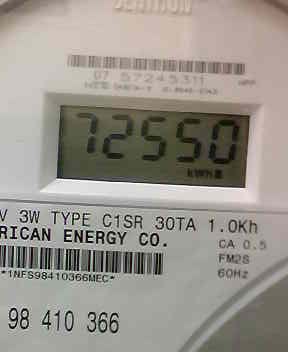 CENTRON
07 57245311
72550
kWh
V 3W TYPE C1SR 30TA 1.0Kh
RICAN ENERGY CO.
CA 0.5
FM2S
60Hz
*1NFS98410366MEC*
98 410 366